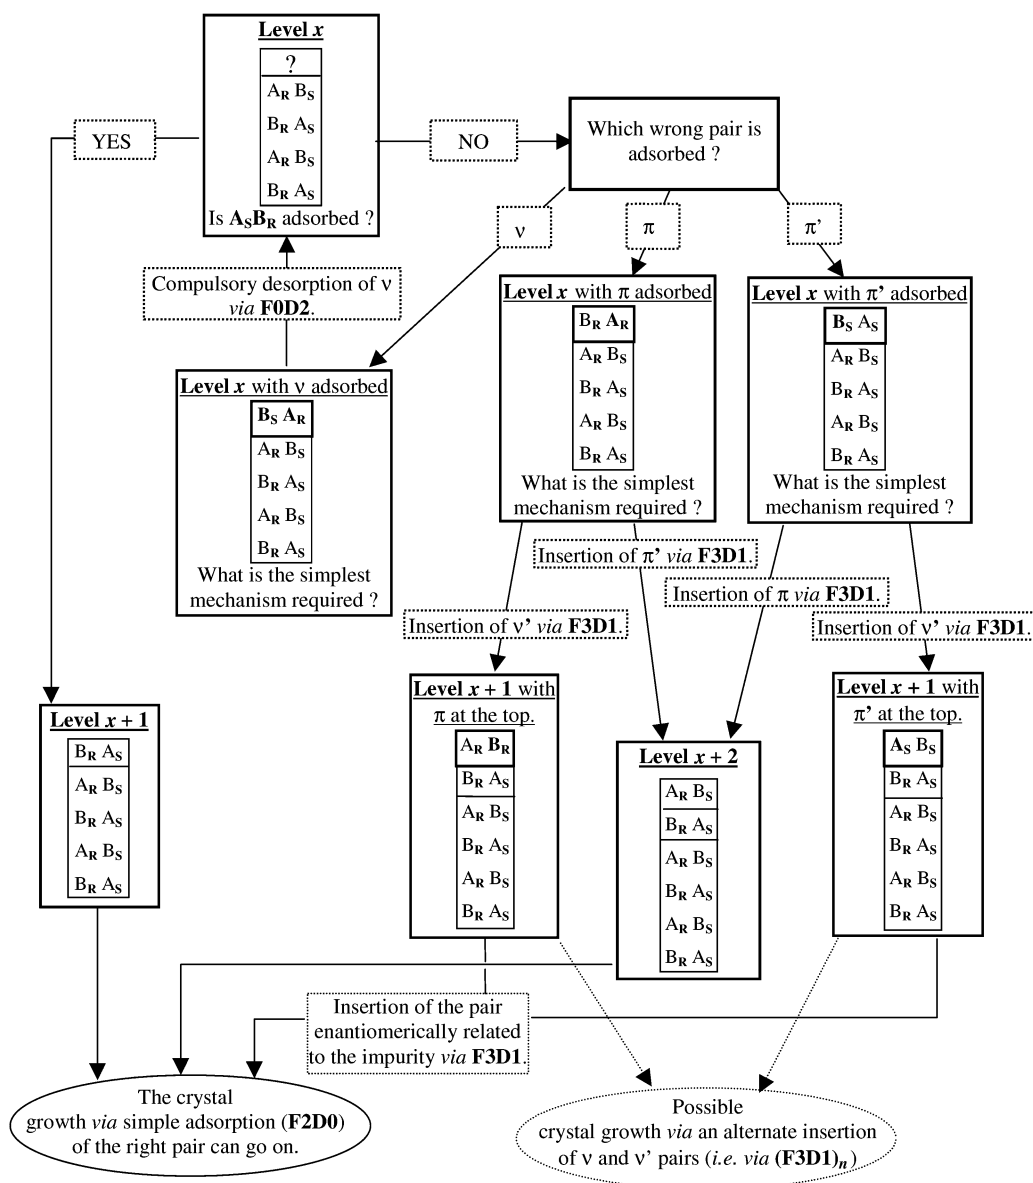 Level x
?
A_R B_S
B_R A_S
A_R B_S
B_R A_S
Is A_SB_R adsorbed ?
YES
NO
Which wrong pair is
adsorbed ?
ν
π
π’
Compulsory desorption of ν
via F0D2.
Level x with ν adsorbed
B_S A_R
A_R B_S
B_R A_S
A_R B_S
B_R A_S
What is the simplest
mechanism required ?
Level x with π adsorbed
B_R A_R
A_R B_S
B_R A_S
A_R B_S
B_R A_S
What is the simplest
mechanism required ?
Level x with π’ adsorbed
B_S A_S
A_R B_S
B_R A_S
A_R B_S
B_R A_S
What is the simplest
mechanism required ?
Insertion of π’ via F3D1.
Insertion of π via F3D1.
Insertion of ν’ via F3D1.
Insertion of ν’ via F3D1.
Level x + 1
B_R A_S
A_R B_S
B_R A_S
A_R B_S
B_R A_S
Level x + 1 with
π at the top.
A_R B_R
B_R A_S
A_R B_S
B_R A_S
A_R B_S
B_R A_S
Level x + 2
A_R B_S
B_R A_S
A_R B_S
B_R A_S
A_R B_S
B_R A_S
Level x + 1 with
π’ at the top.
A_S B_S
B_R A_S
A_R B_S
B_R A_S
A_R B_S
B_R A_S
Insertion of the pair
enantiomerically related
to the impurity via F3D1.
The crystal
growth via simple adsorption (F2D0)
of the right pair can go on.
Possible
crystal growth via an alternate insertion
of ν and ν’ pairs (i.e. via (F3D1)_n)